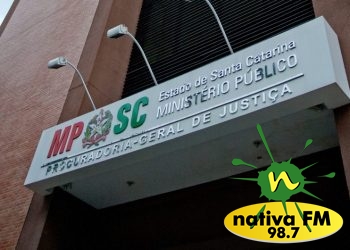 MP SC
Estado de Santa Catarina
MINISTÉRIO PÚBLICO
PROCURADORIA-GERAL DE JUSTIÇA
n
nativa FM
98.7